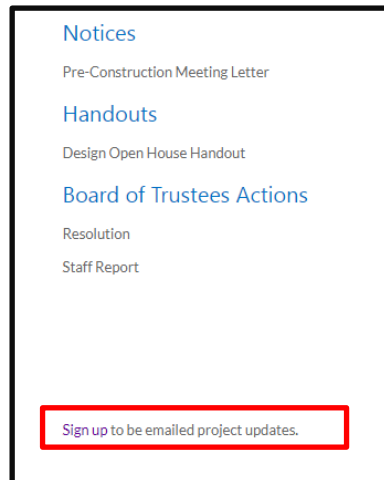 Notices
Pre-Construction Meeting Letter
Handouts
Design Open House Handout
Board of Trustees Actions
Resolution
Staff Report
Sign up to be emailed project updates.